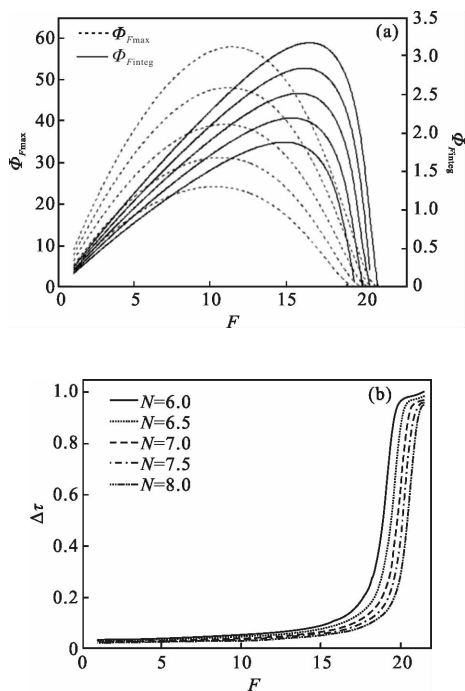 (a)
Φ_Fmax
Φ_Finteg
60
50
40
30
20
10
0
Φ_Fmax
3.5
3.0
2.5
2.0
1.5
1.0
0.5
0
Φ_Finteg
0 5 10 15 20
F
(b)
N=6.0
N=6.5
N=7.0
N=7.5
N=8.0
1.0
0.8
0.6
0.4
0.2
0
Δτ
0 5 10 15 20
F